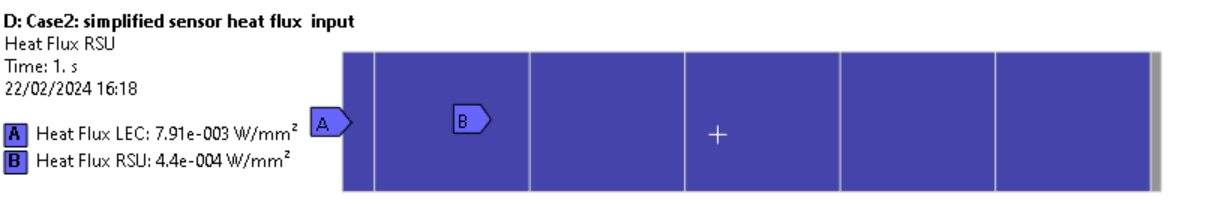 D: Case2: simplified sensor heat flux input
Heat Flux RSU
Time: 1. s
22/02/2024 16:18
A Heat Flux LEC: 7.91e-003 W/mm²
B Heat Flux RSU: 4.4e-004 W/mm²
A
B